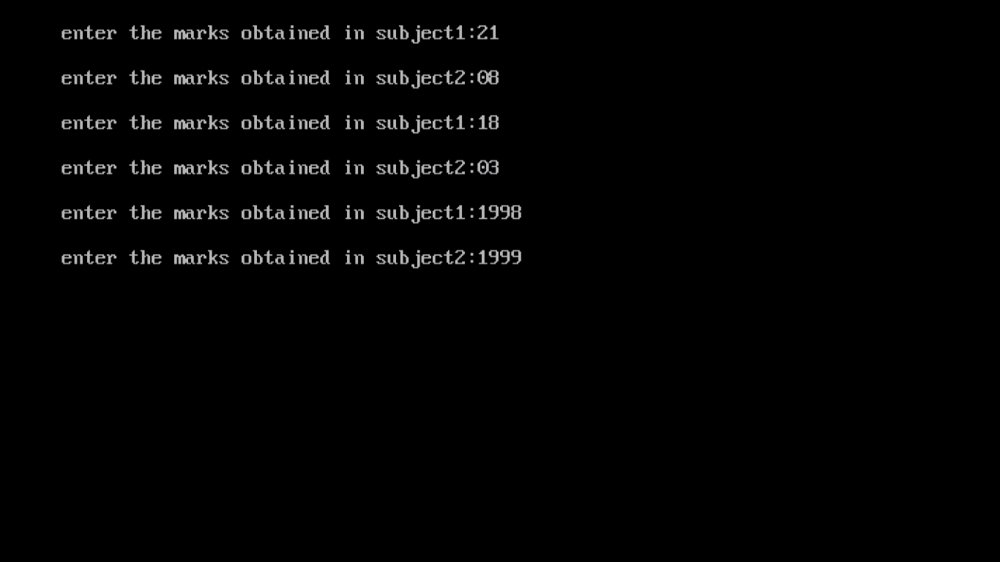 enter the marks obtained in subject1:21
enter the marks obtained in subject2:08
enter the marks obtained in subject1:18
enter the marks obtained in subject2:03
enter the marks obtained in subject1:1998
enter the marks obtained in subject2:1999